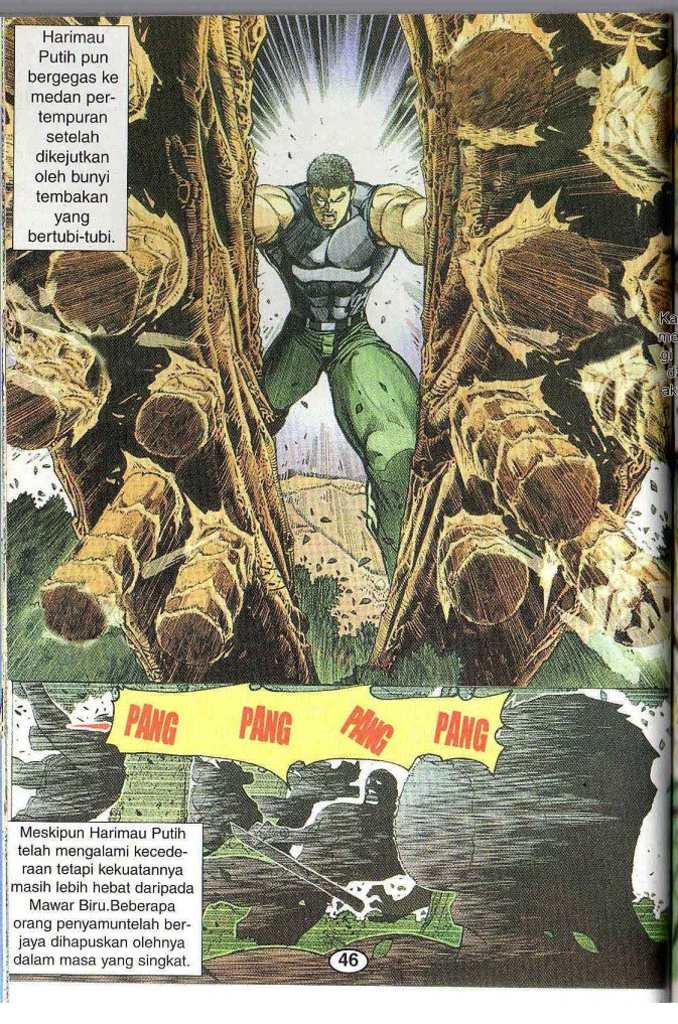 Harimau
Putih pun
bergegas ke
medan per-
tempuran
setelah
dikejutkan
oleh bunyi
tembakan
yang
bertubi-tubi.
PANG PANG PANG PANG
Meskipun Harimau Putih
telah mengalami kecede-
raan tetapi kekuatannya
masih lebih hebat daripada
Mawar Biru.Beberapa
orang penyamuntelah ber-
jaya dihapuskan olehnya
dalam masa yang singkat.
46